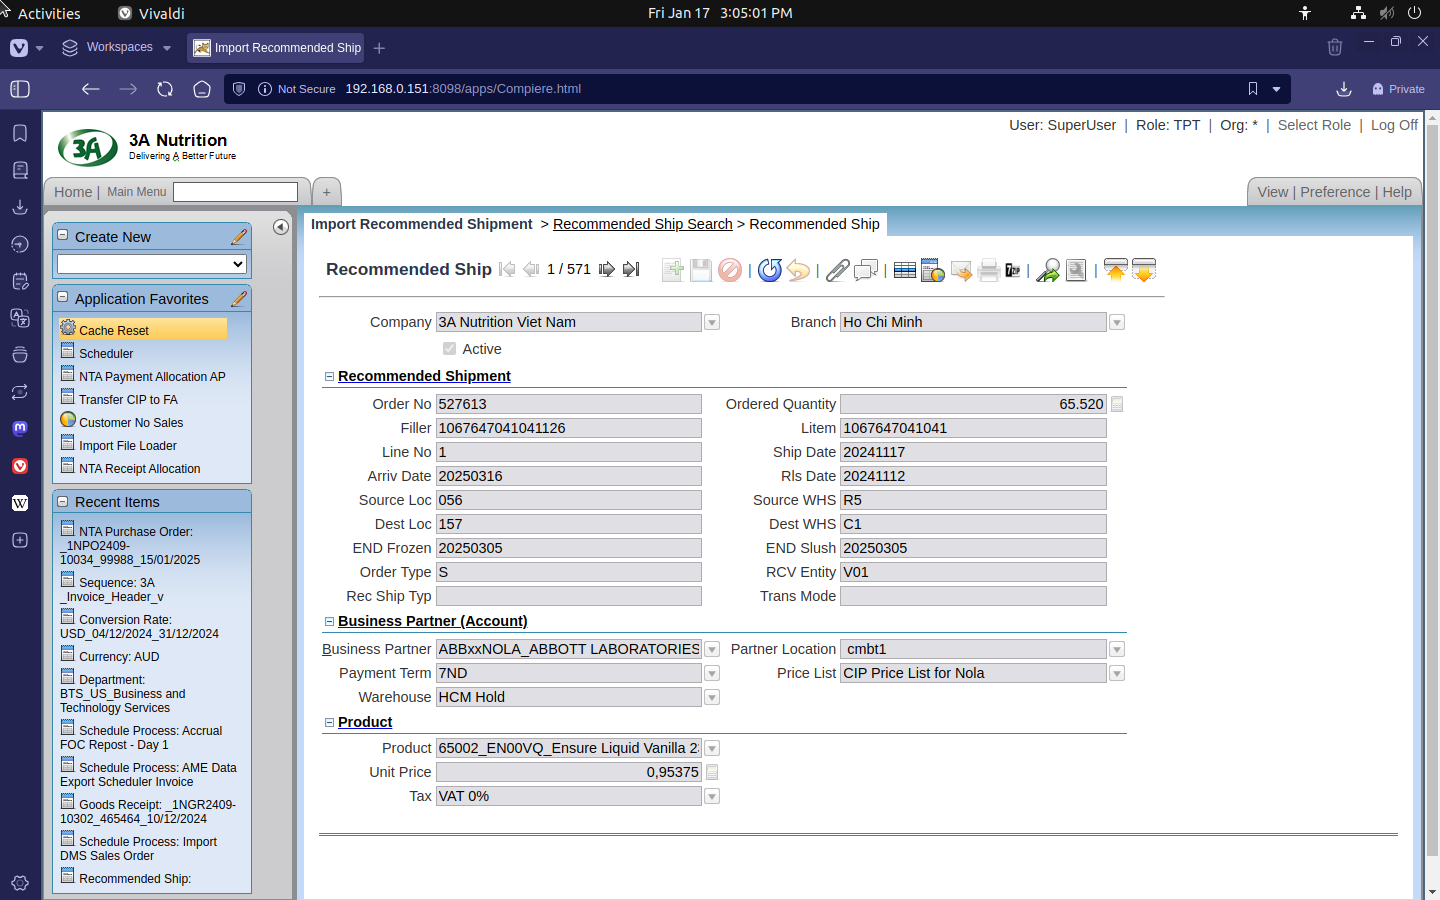 Activities
Vivaldi
Fri Jan 17 3:05:01 PM
Workspaces
Import Recommended Ship
Not Secure 192.168.0.151:8098/apps/Compiere.html
Private
3A
3A Nutrition
Delivering A Better Future
User: SuperUser | Role: TPT | Org: * | Select Role | Log Off
Home | Main Menu
+
View | Preference | Help
Create New
Application Favorites
Cache Reset
Scheduler
NTA Payment Allocation AP
Transfer CIP to FA
Customer No Sales
Import File Loader
NTA Receipt Allocation
Recent Items
NTA Purchase Order:
_1NPO2409-
10034_99988_15/01/2025
Sequence: 3A
_Invoice_Header_v
Conversion Rate:
USD_04/12/2024_31/12/2024
Currency: AUD
Department:
BTS_US_Business and
Technology Services
Schedule Process: Accrual
FOC Repost - Day 1
Schedule Process: AME Data
Export Scheduler Invoice
Goods Receipt: _1NGR2409-
10302_465464_10/12/2024
Schedule Process: Import
DMS Sales Order
Recommended Ship:
Import Recommended Shipment > Recommended Ship Search > Recommended Ship
Recommended Ship 1 / 571
Company 3A Nutrition Viet Nam
Branch Ho Chi Minh
Active
Recommended Shipment
Order No 527613
Ordered Quantity 65.520
Filler 1067647041041126
Litem 1067647041041
Line No 1
Ship Date 20241117
Arriv Date 20250316
Rls Date 20241112
Source Loc 056
Source WHS R5
Dest Loc 157
Dest WHS C1
END Frozen 20250305
END Slush 20250305
Order Type S
RCV Entity V01
Rec Ship Typ
Trans Mode
Business Partner (Account)
Business Partner ABBxxNOLA_ABBOTT LABORATORIES
Partner Location cmbt1
Payment Term 7ND
Price List CIP Price List for Nola
Warehouse HCM Hold
Product
Product 65002_EN00VQ_Ensure Liquid Vanilla
Unit Price 0,95375
Tax VAT 0%